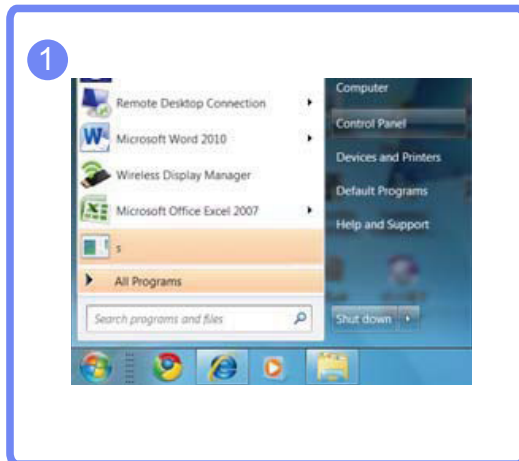 1
Remote Desktop Connection
Microsoft Word 2010
Wireless Display Manager
Microsoft Office Excel 2007
s
All Programs
Search programs and files
Computer
Control Panel
Devices and Printers
Default Programs
Help and Support
Shut down